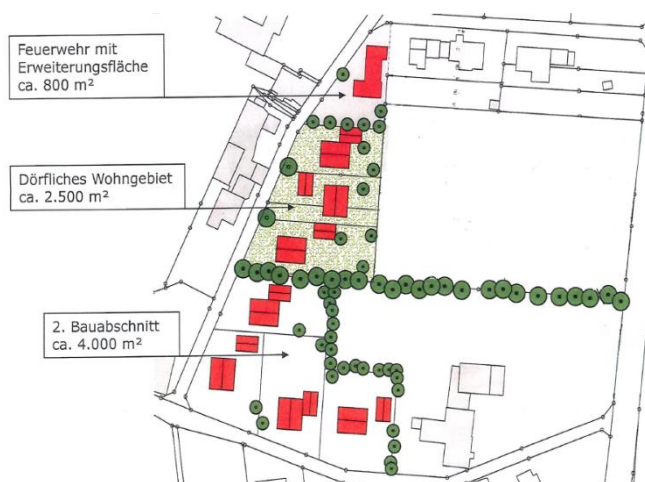 Feuerwehr mit
Erweiterungsfläche
ca. 800 m²
Dörfliches Wohngebiet
ca. 2.500 m²
2. Bauabschnitt
ca. 4.000 m²